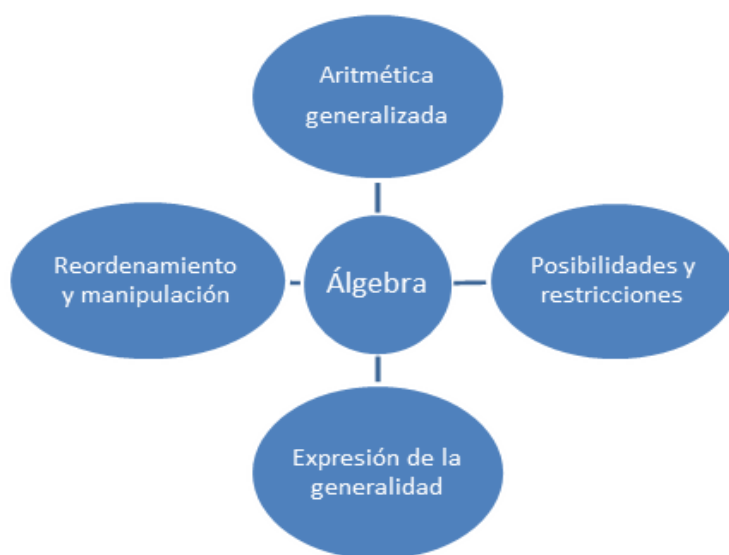 Aritmética
generalizada
Reordenamiento
y manipulación
Álgebra
Posibilidades y
restricciones
Expresión de la
generalidad